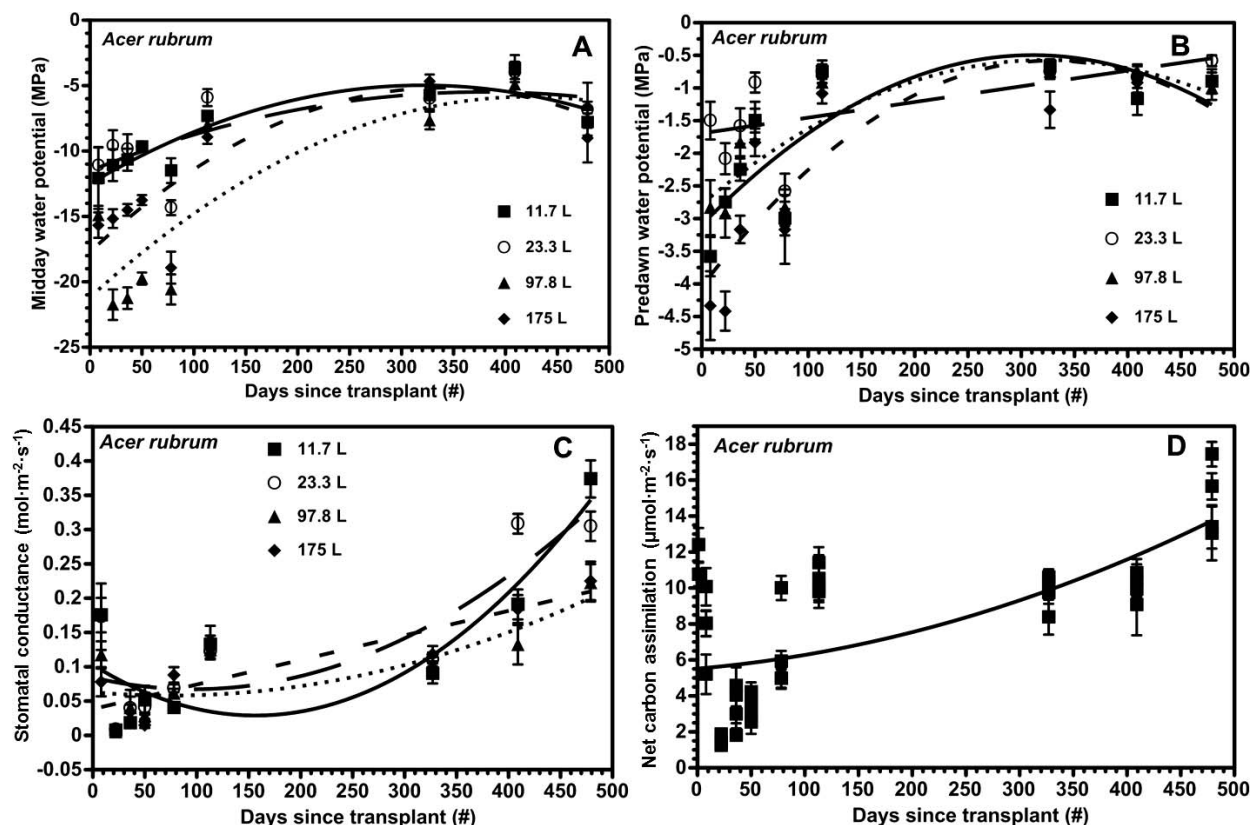 Acer rubrum
A
Midday water potential (MPa)
0
-5
-10
-15
-20
-25
11.7 L
23.3 L
97.8 L
175 L
0 50 100 150 200 250 300 350 400 450 500
Days since transplant (#)
Acer rubrum
B
Predawn water potential (MPa)
0
-0.5
-1
-1.5
-2
-2.5
-3
-3.5
-4
-4.5
-5
11.7 L
23.3 L
97.8 L
175 L
0 50 100 150 200 250 300 350 400 450 500
Days since transplant (#)
Acer rubrum
C
Stomatal conductance (mol·m-2·s-1)
0.45
0.4
0.35
0.3
0.25
0.2
0.15
0.1
0.05
0
-0.05
11.7 L
23.3 L
97.8 L
175 L
0 50 100 150 200 250 300 350 400 450 500
Days since transplant (#)
Acer rubrum
D
Net carbon assimilation (µmol·m-2·s-1)
18
16
14
12
10
8
6
4
2
0
0 50 100 150 200 250 300 350 400 450 500
Days since transplant (#)